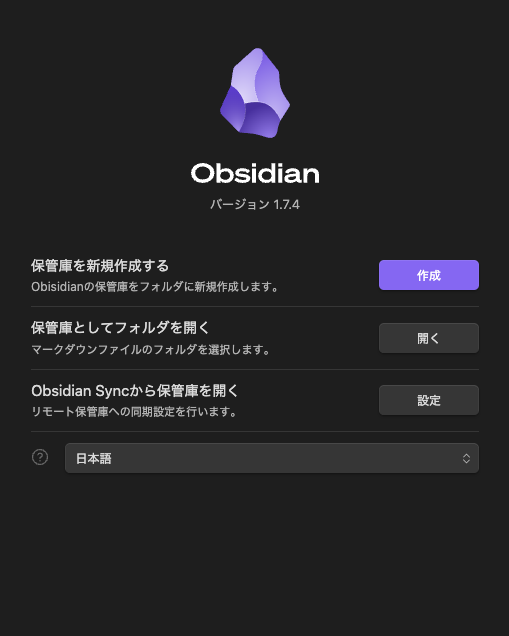 Obsidian
バージョン 1.7.4
保管庫を新規作成する
Obisidianの保管庫をフォルダに新規作成します。
作成
保管庫としてフォルダを開く
マークダウンファイルのフォルダを選択します。
開く
Obsidian Syncから保管庫を開く
リモート保管庫への同期設定を行います。
設定
?
日本語